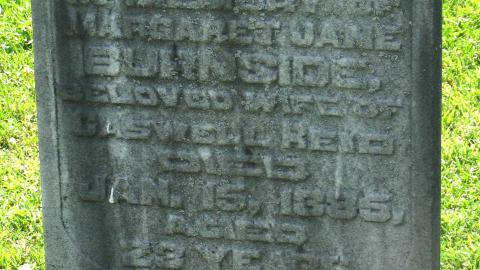 MARGARET JANE
BURNSIDE,
BELOVED WIFE OF
CASWELL REID
DIED
JAN. 15, 1895,
AGED